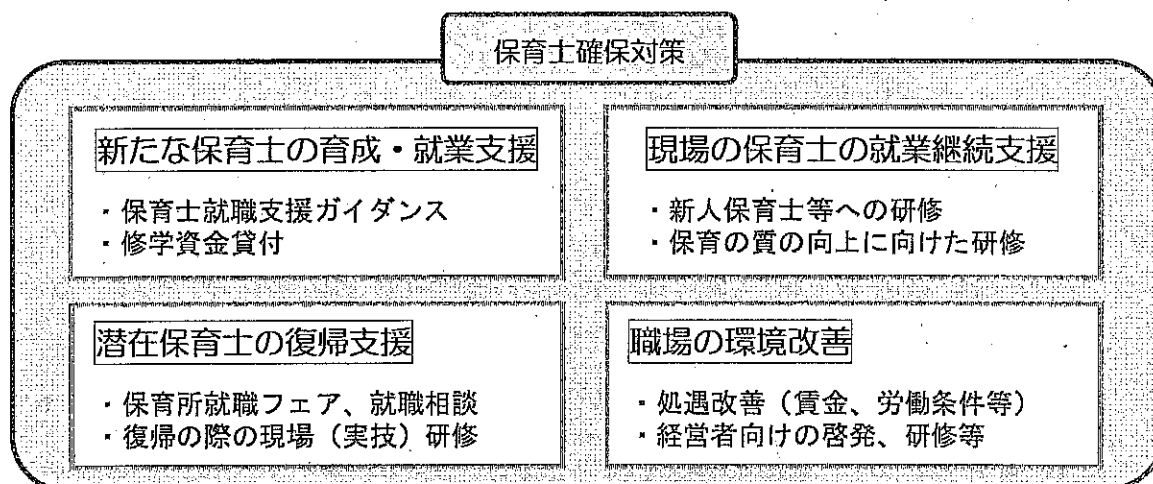 保育士確保対策
新たな保育士の育成・就業支援
・保育士就職支援ガイダンス
・修学資金貸付
現場の保育士の就業継続支援
・新人保育士等への研修
・保育の質の向上に向けた研修
潜在保育士の復帰支援
・保育所就職フェア、就職相談
・復帰の際の現場（実技）研修
職場の環境改善
・処遇改善（賃金、労働条件等）
・経営者向けの啓発、研修等